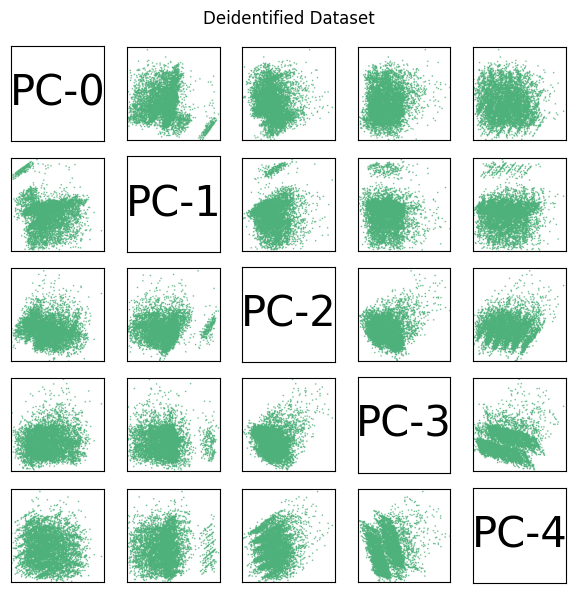 Deidentified Dataset
PC-0
PC-1
PC-2
PC-3
PC-4